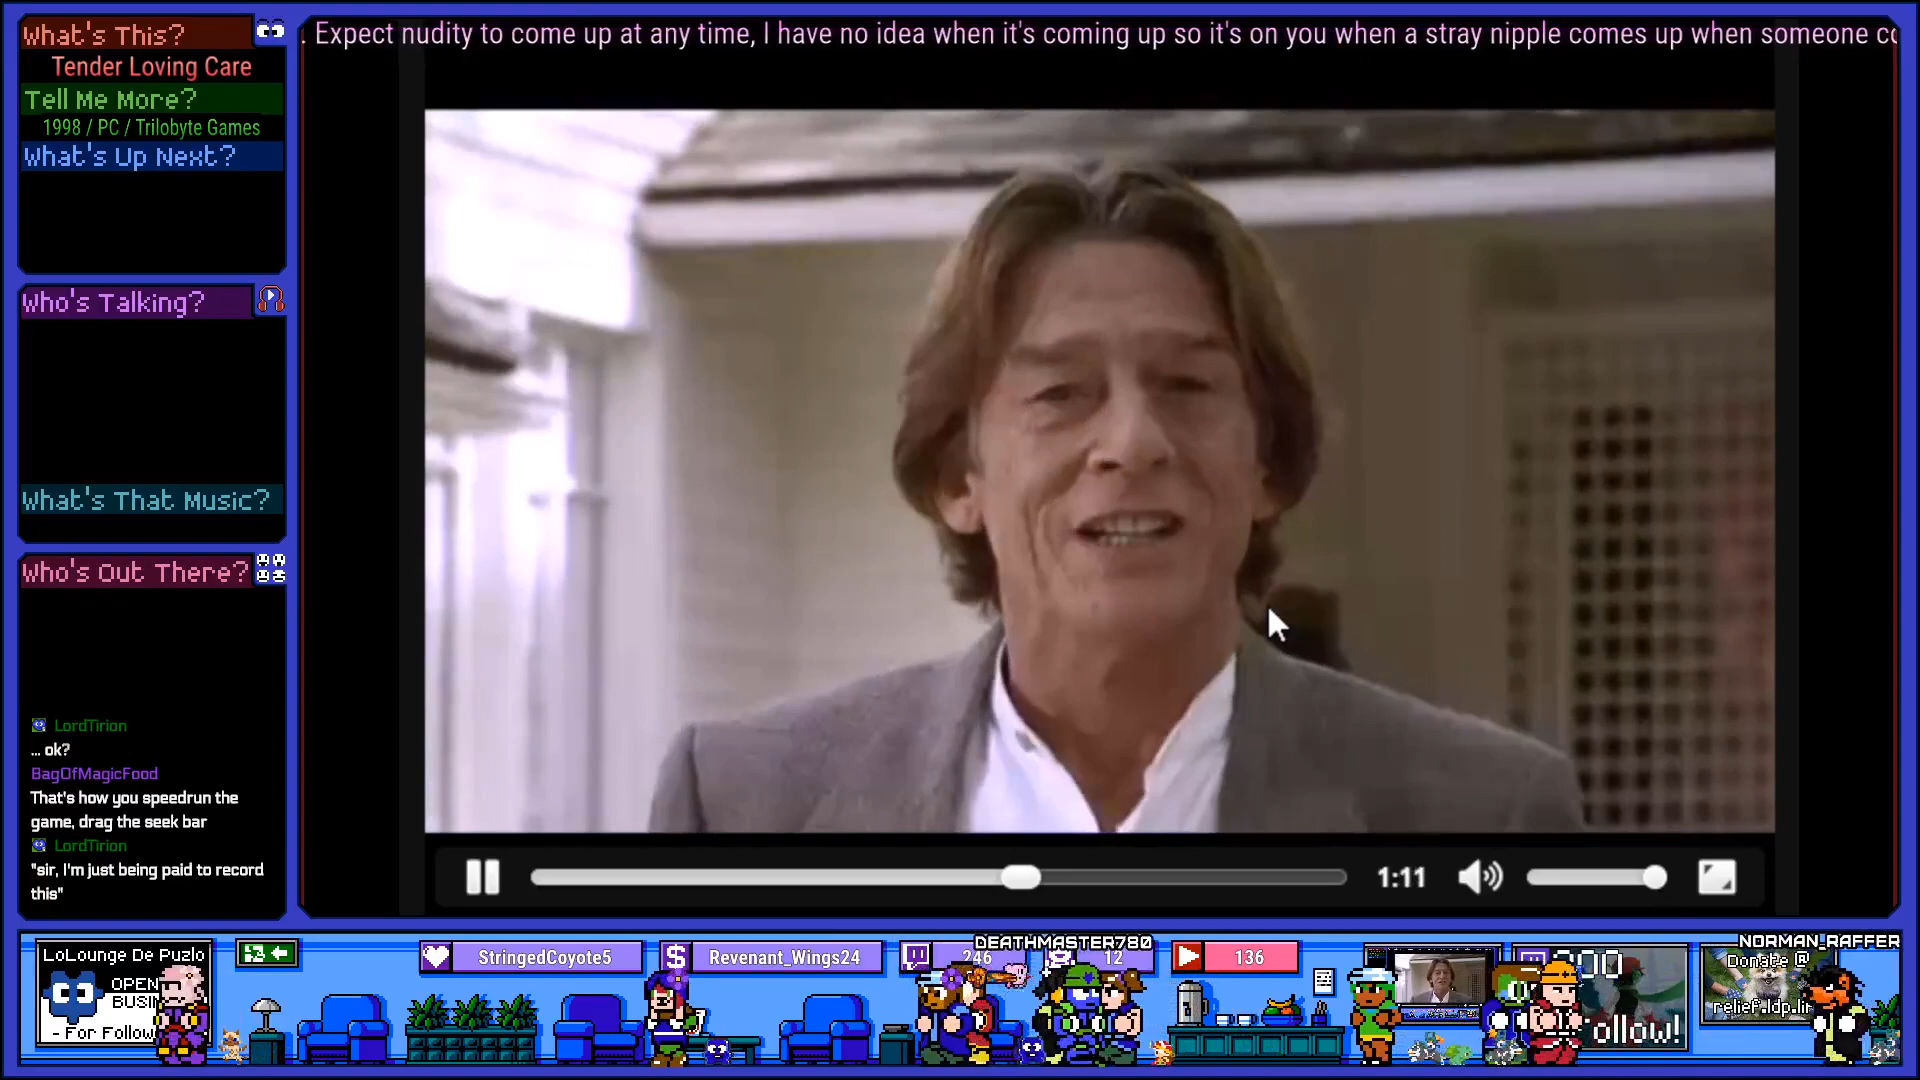 What's This?
Tender Loving Care
Tell Me More?
1998 / PC / Trilobyte Games
What's Up Next?
. Expect nudity to come up at any time, I have no idea when it's coming up so it's on you when a stray nipple comes up when someone
Who's Talking?
What's That Music?
Who's Out There?
LordTirion
... ok?
BagOfMagicFood
That's how you speedrun the
game, drag the seek bar
LordTirion
"sir, I'm just being paid to record
this"
1:11
LoLounge De Puzlo
OPEN
- For Follow
StringedCoyote5
Revenant_Wings24
246
DEATHMASTER780
12
136
NORMAN_RAFFER
Donate @
relief.ldp.